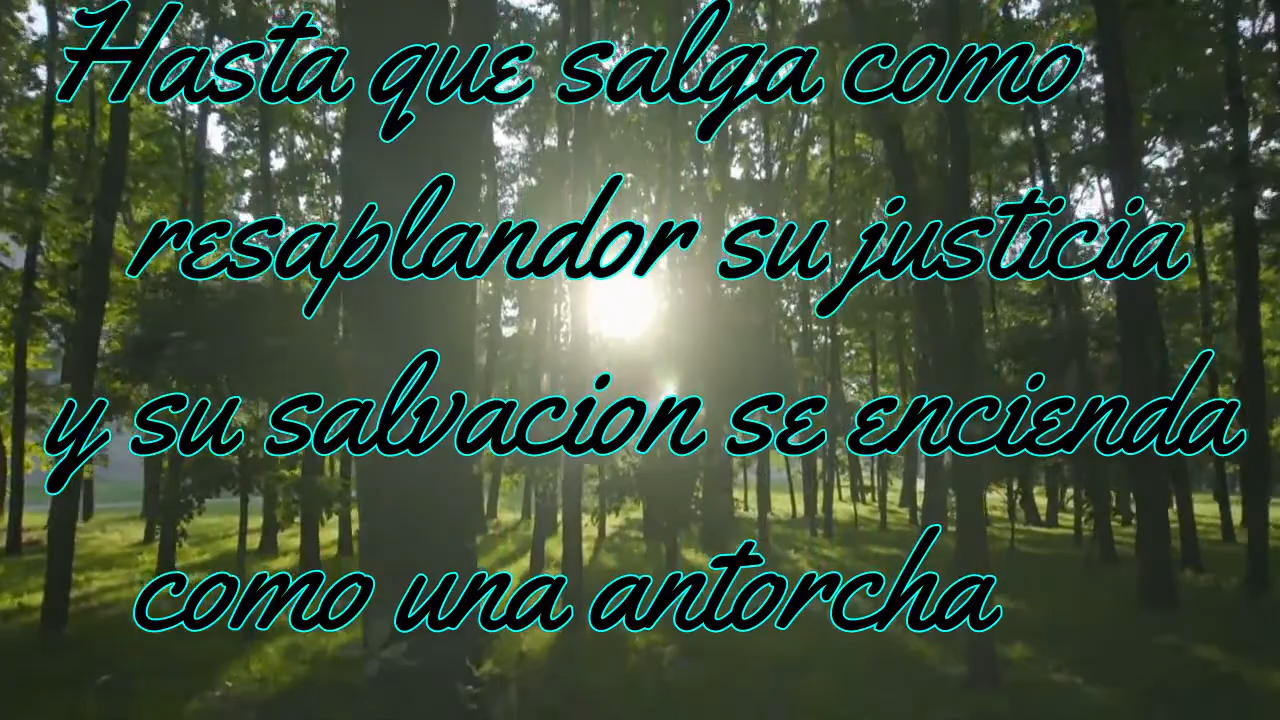 Hasta que salga como
resaplandor su justicia
y su salvacion se encienda
como una antorcha